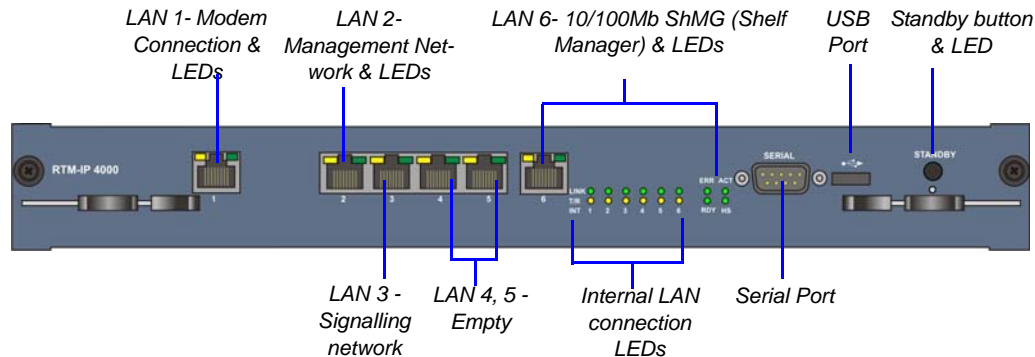 LAN 1- Modem
Connection &
LEDs
LAN 2-
Management Net-
work & LEDs
LAN 6- 10/100Mb ShMG (Shelf
Manager) & LEDs
USB
Port
Standby button
& LED
RTM-IP 4000
1
2
3
4
5
6
LINK
T/R
INT
1
2
3
4
5
6
ERR ACT
RDY HS
SERIAL
STANDBY
LAN 3 -
Signalling
network
LAN 4, 5 -
Empty
Internal LAN
connection
LEDs
Serial Port